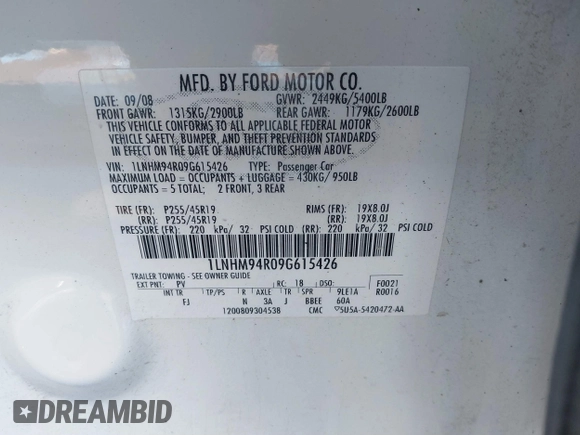 MFD. BY FORD MOTOR CO.
DATE: 09/08 GVWR: 2449KG/5400LB
FRONT GAWR: 1315KG/2900LB REAR GAWR: 1179KG/2600LB
THIS VEHICLE CONFORMS TO ALL APPLICABLE FEDERAL MOTOR
VEHICLE SAFETY, BUMPER, AND THEFT PREVENTION STANDARDS
IN EFFECT ON THE DATE OF MANUFACTURE SHOWN ABOVE.
VIN: 1LNHM94R09G615426 TYPE: Passenger Car
MAXIMUM LOAD = OCCUPANTS + LUGGAGE = 430KG/950LB
OCCUPANTS = 5 TOTAL; 2 FRONT, 3 REAR
TIRE (FR): P255/45R19 RIMS (FR): 19X8.0J
(RR): P255/45R19 (RR): 19X8.0J
PRESSURE (FR): 220 kPa/ 32 PSI COLD (RR) 220 kPa/ 32 PSI COLD
1LNHM94R09G615426
TRAILER TOWING - SEE OWNER GUIDE
EXT PNT: PV RC: 18 DSO: F0021
INT TR TP/PS R AXLE TR SPR 9LE1A R0016
FJ N 3A J BBEE 60A
1200809304538 CMC 5U5A-5420472-AA
DREAMBID